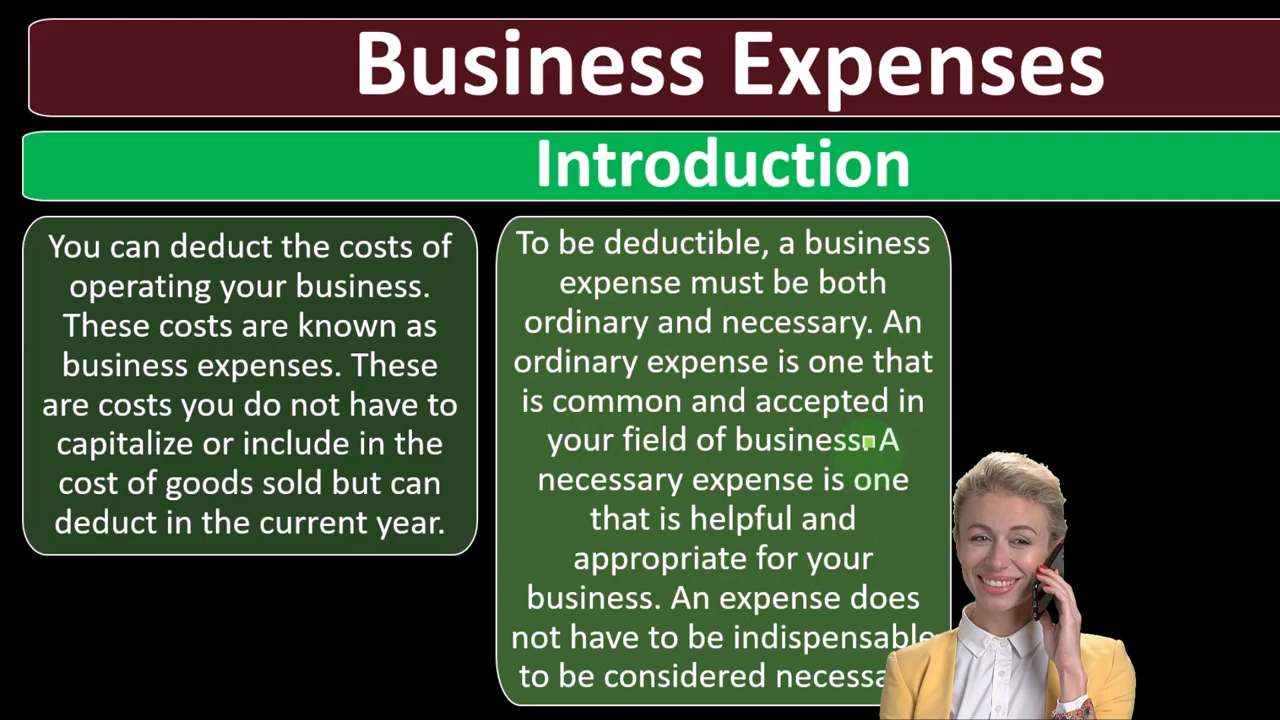 Business Expenses
Introduction
You can deduct the costs of
operating your business.
These costs are known as
business expenses. These
are costs you do not have to
capitalize or include in the
cost of goods sold but can
deduct in the current year.
To be deductible, a business
expense must be both
ordinary and necessary. An
ordinary expense is one that
is common and accepted in
your field of business. A
necessary expense is one
that is helpful and
appropriate for your
business. An expense does
not have to be indispensable
to be considered